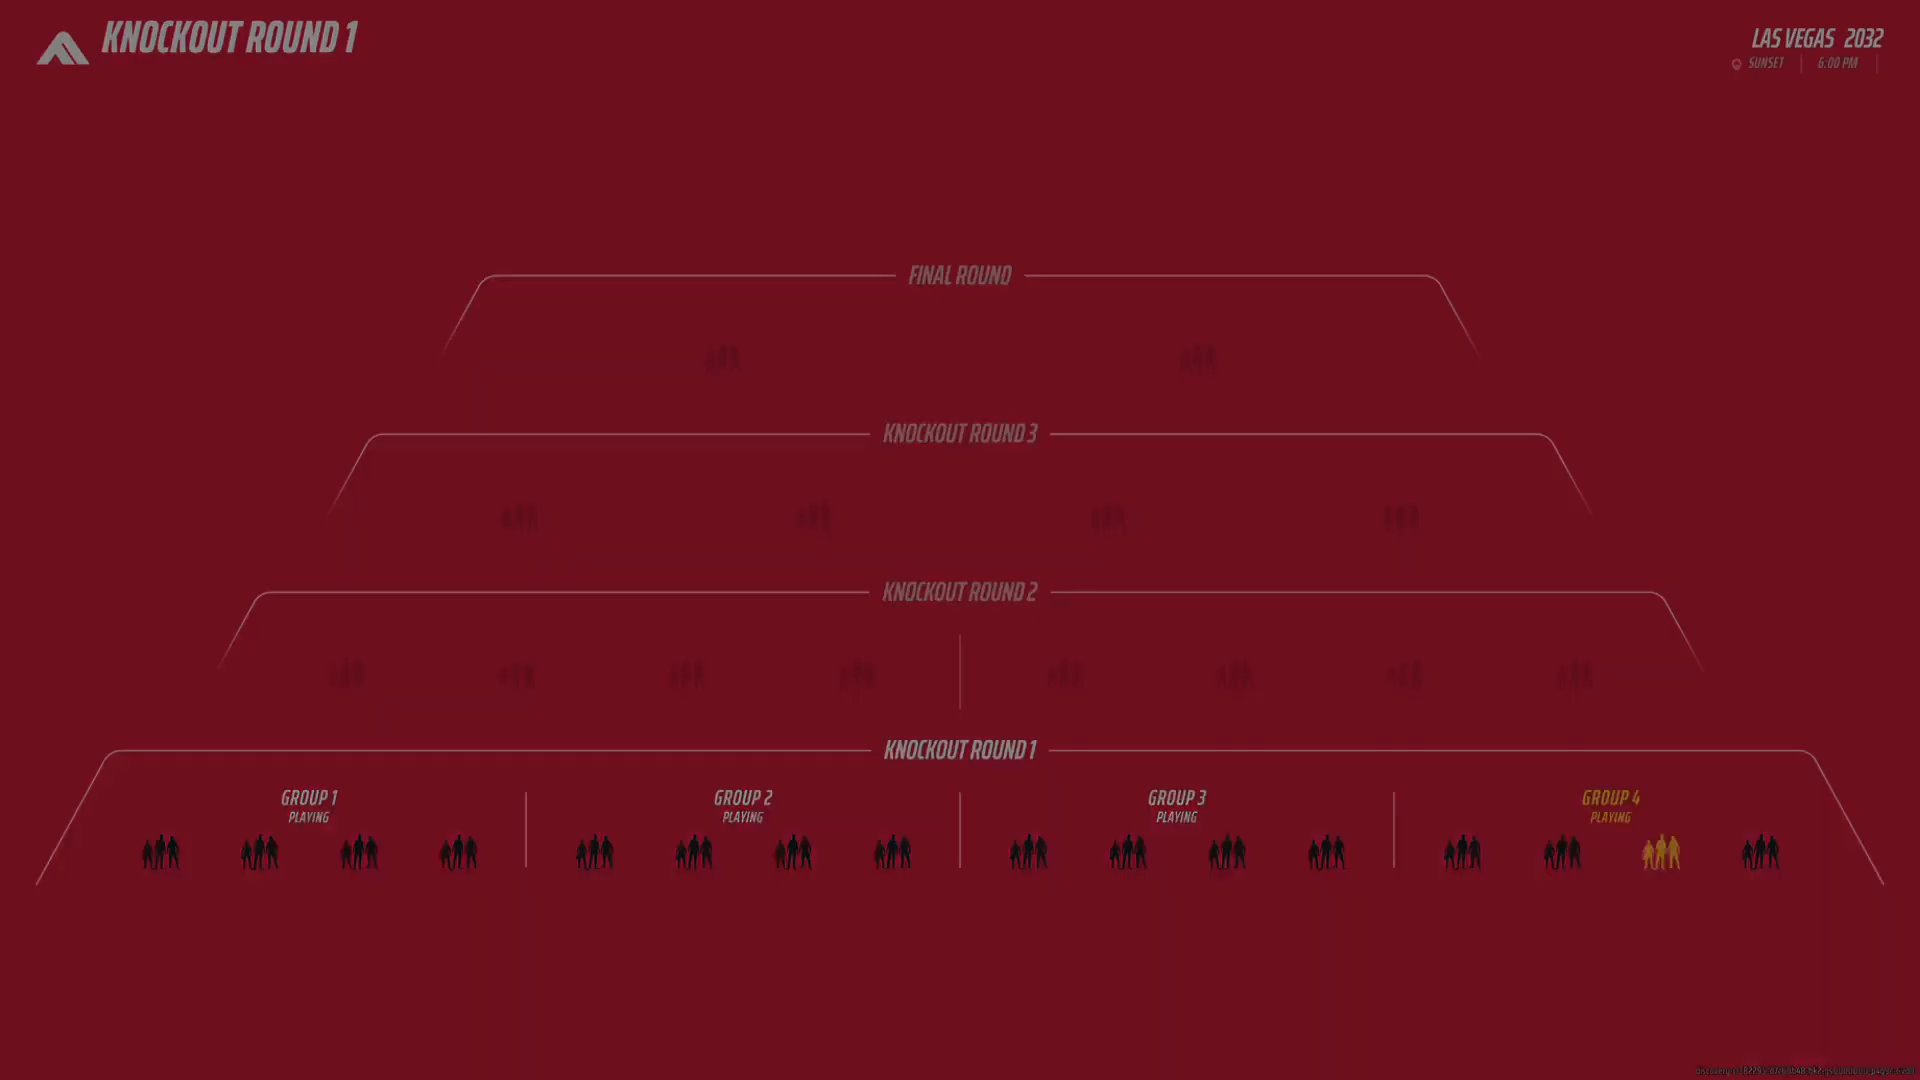 KNOCKOUT ROUND 1
LAS VEGAS 2032
SUNSET | 6:00 PM |
FINAL ROUND
KNOCKOUT ROUND 3
KNOCKOUT ROUND 2
KNOCKOUT ROUND 1
GROUP 1
PLAYING
GROUP 2
PLAYING
GROUP 3
PLAYING
GROUP 4
PLAYING